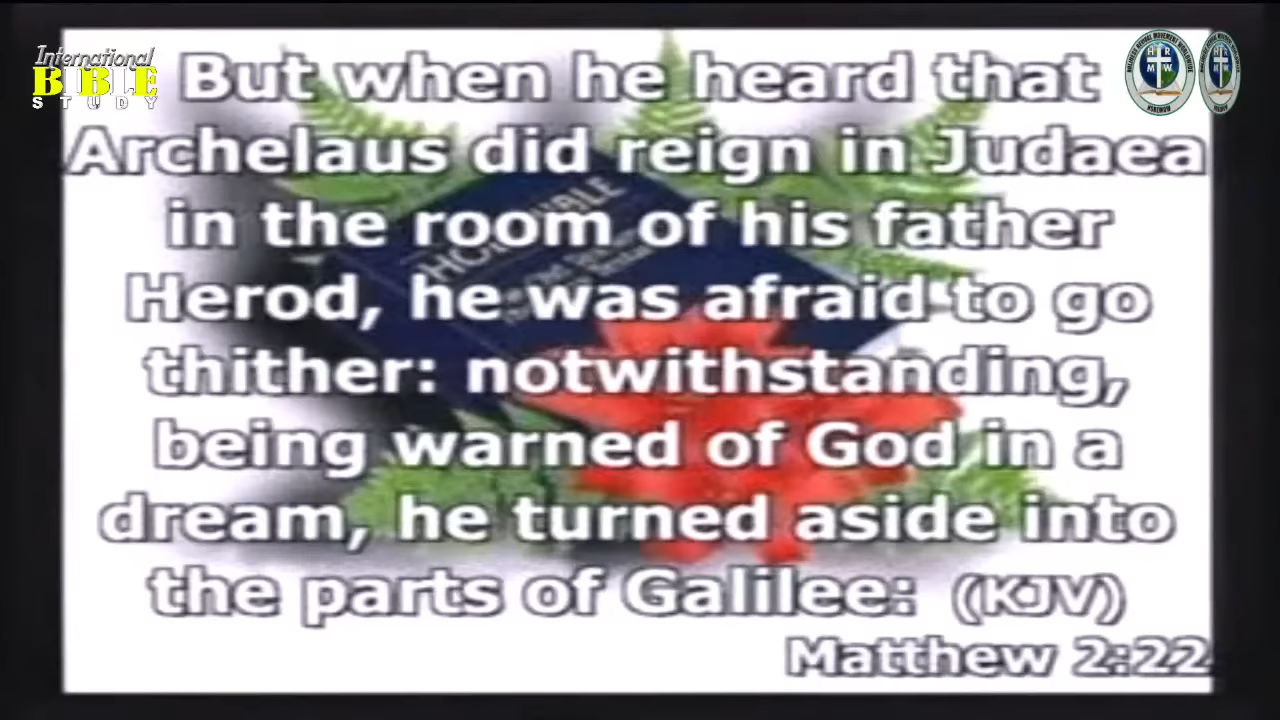 International
BIBLE
STUDY
But when he heard that
Archelaus did reign in Judaea
in the room of his father
Herod, he was afraid to go
thither: notwithstanding,
being warned of God in a
dream, he turned aside into
the parts of Galilee: (KJV)
Matthew 2:22
HOLY BIBLE
H R
M W
H R
M W